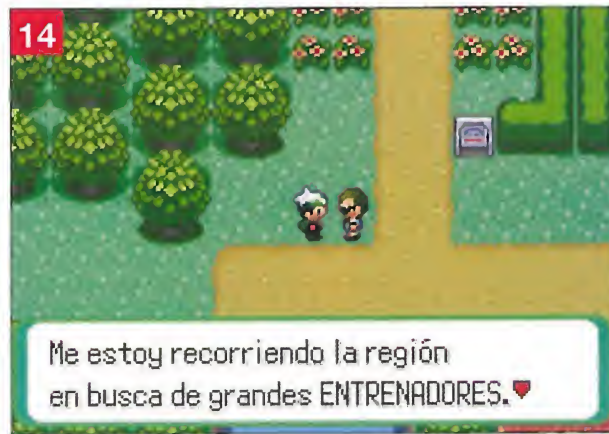 14
Me estoy recorriendo la región
en busca de grandes ENTRENADORES.♥